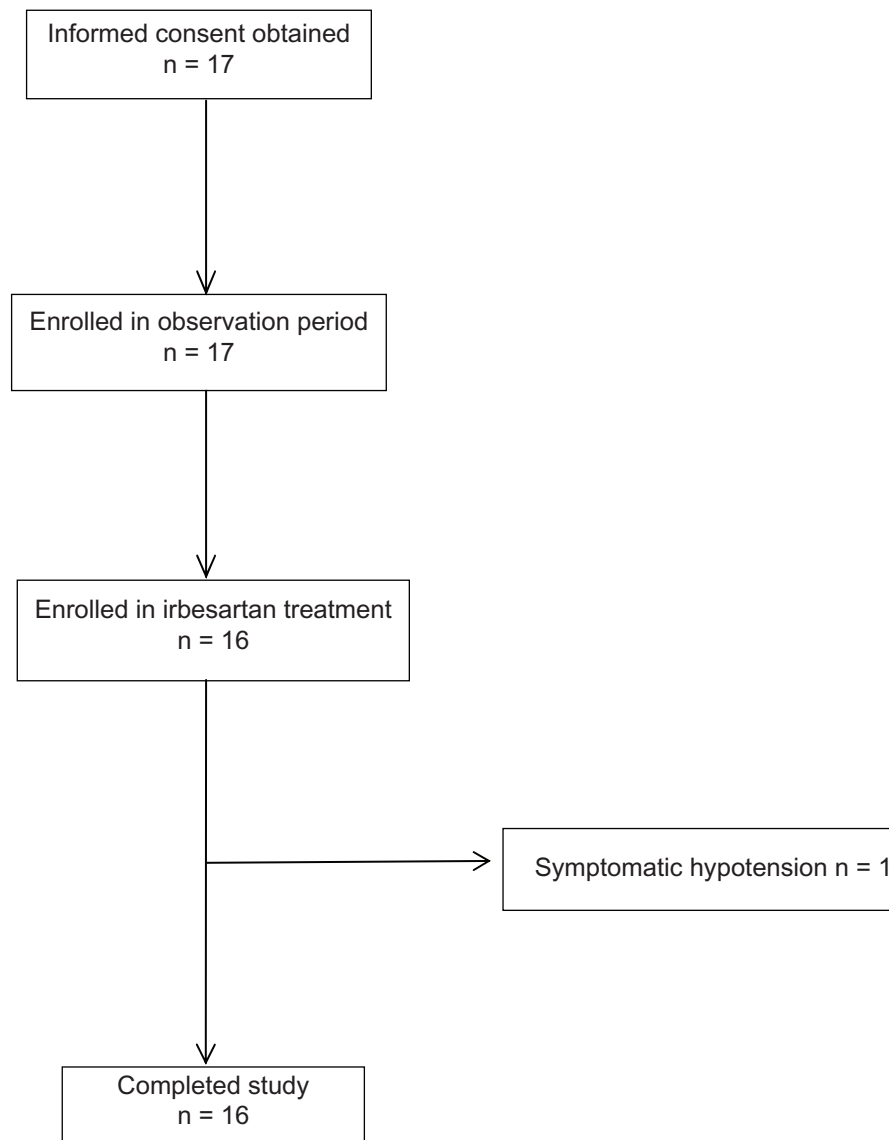 Informed consent obtained
n = 17
Enrolled in observation period
n = 17
Enrolled in irbesartan treatment
n = 16
Symptomatic hypotension n = 1
Completed study
n = 16